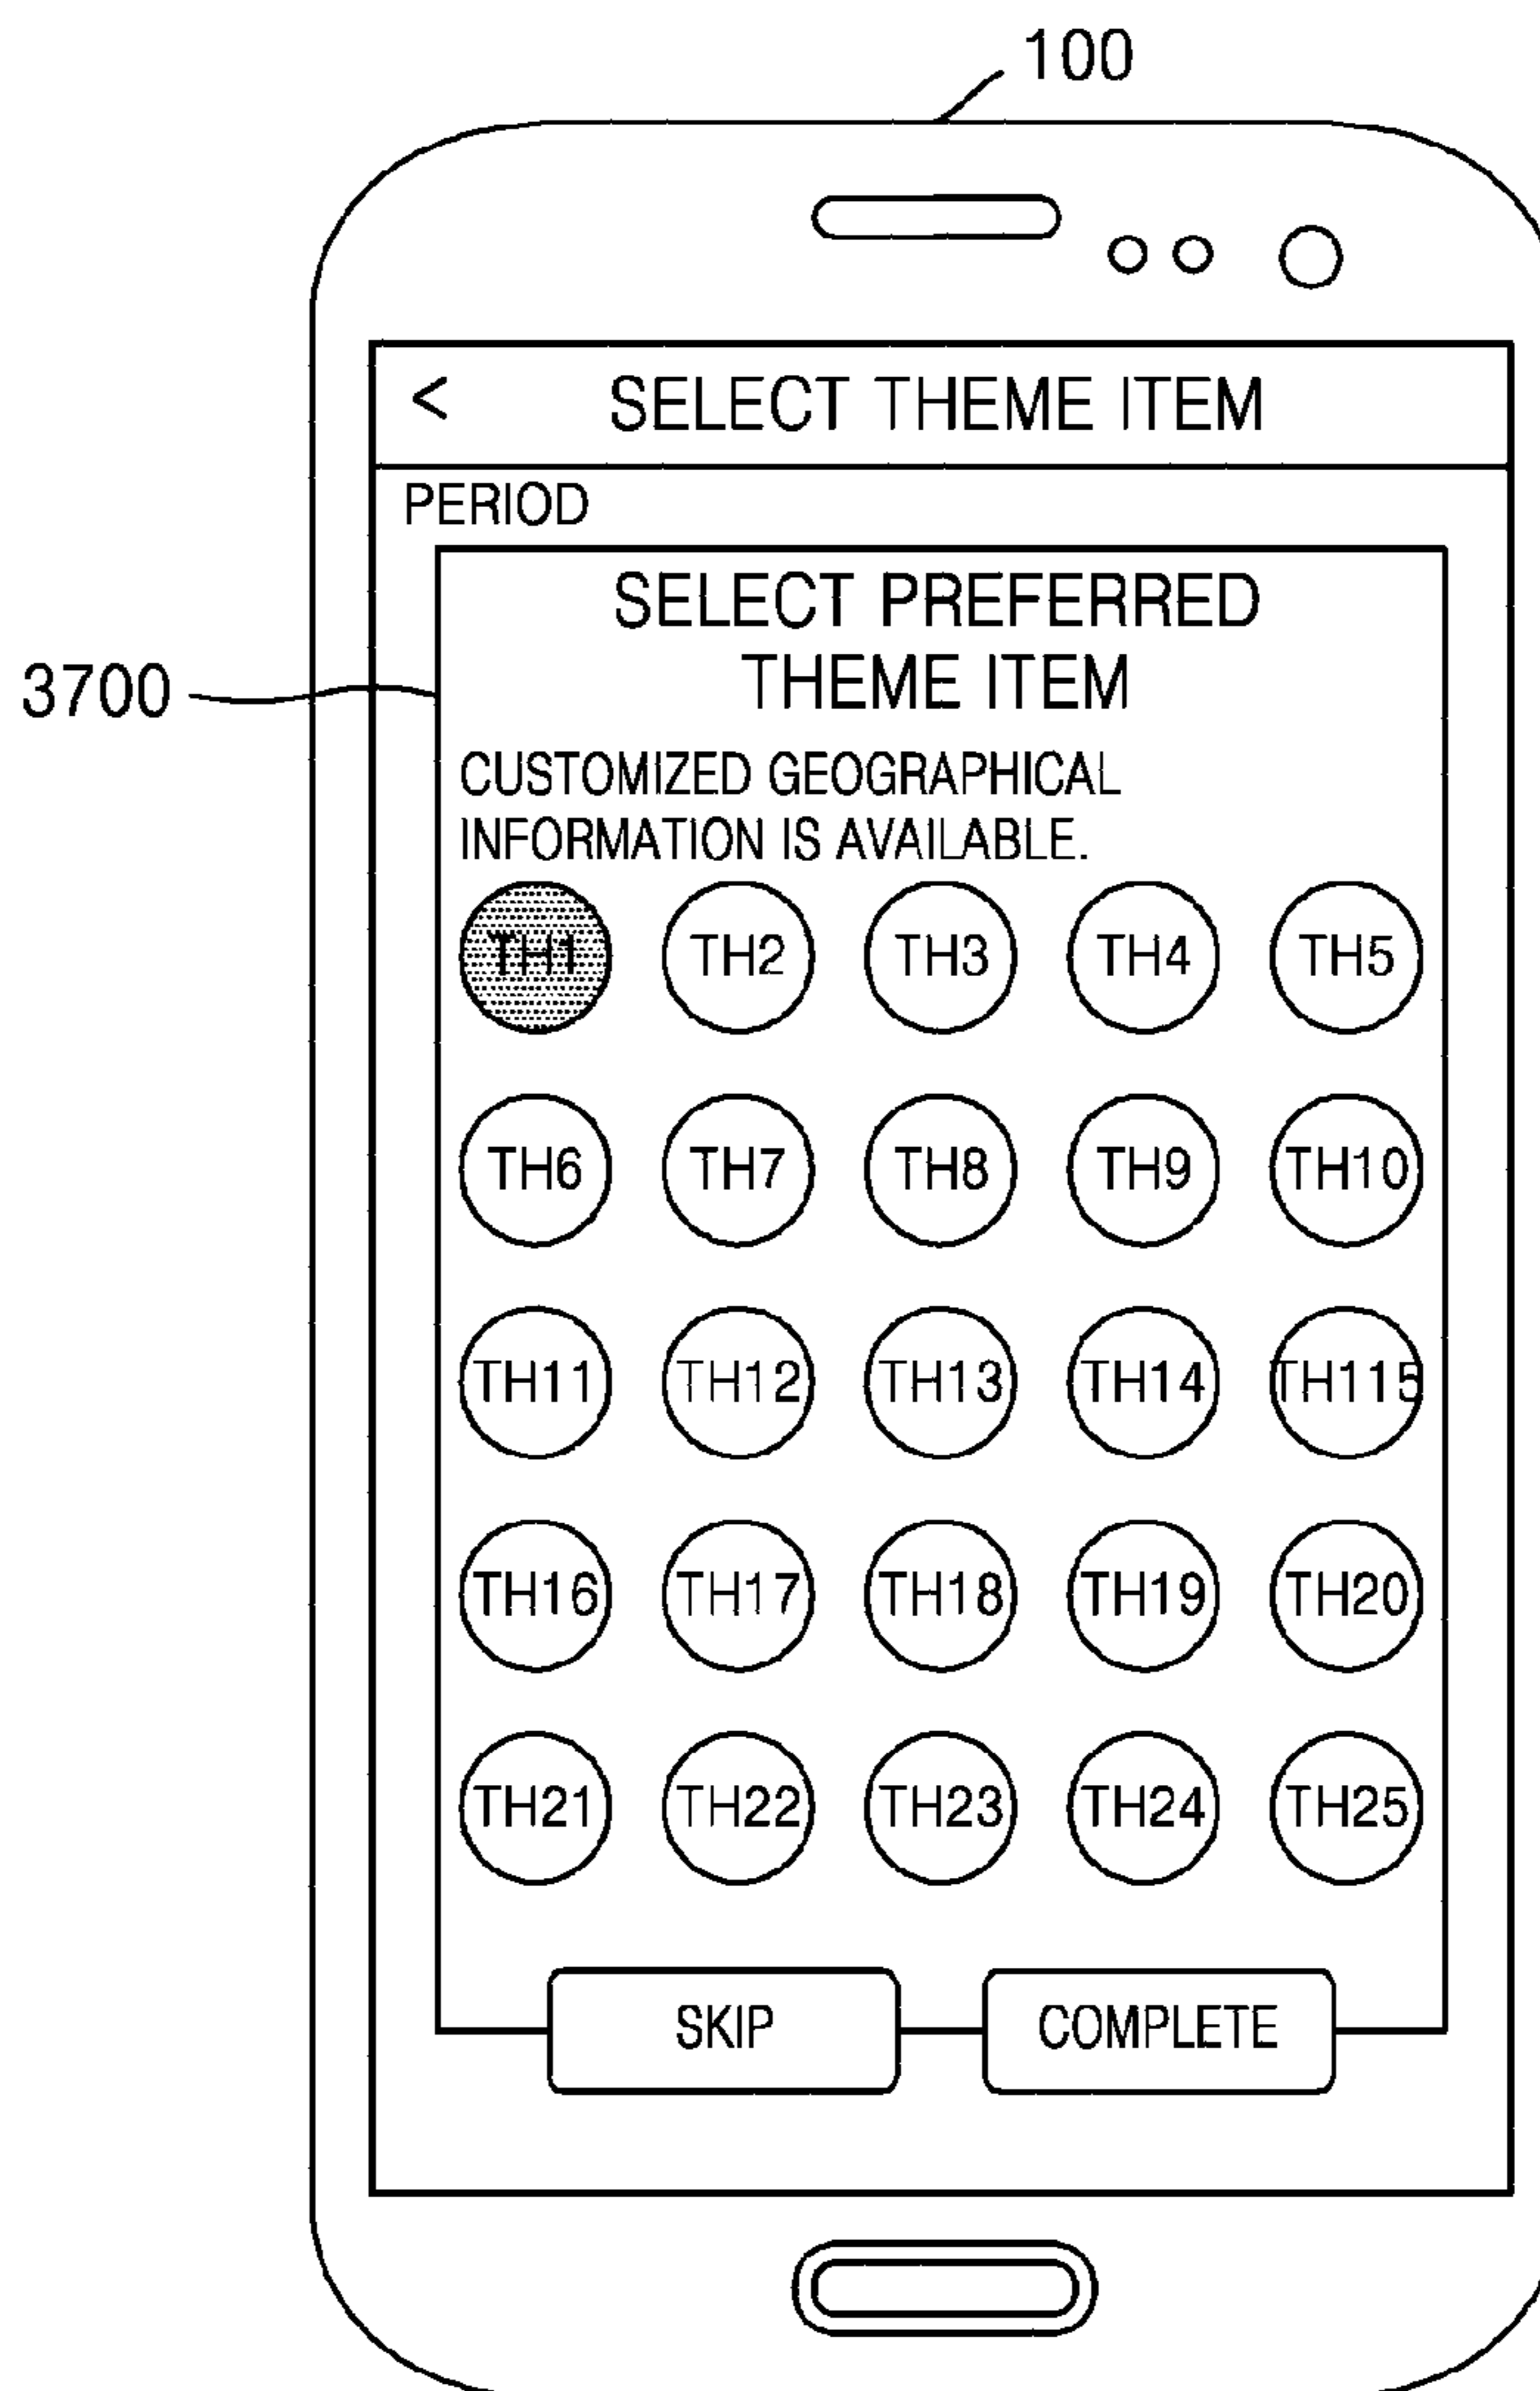 100
< SELECT THEME ITEM
PERIOD
SELECT PREFERRED
THEME ITEM
3700
CUSTOMIZED GEOGRAPHICAL
INFORMATION IS AVAILABLE.
TH1 TH2 TH3 TH4 TH5
TH6 TH7 TH8 TH9 TH10
TH11 TH12 TH13 TH14 TH115
TH16 TH17 TH18 TH19 TH20
TH21 TH22 TH23 TH24 TH25
SKIP COMPLETE